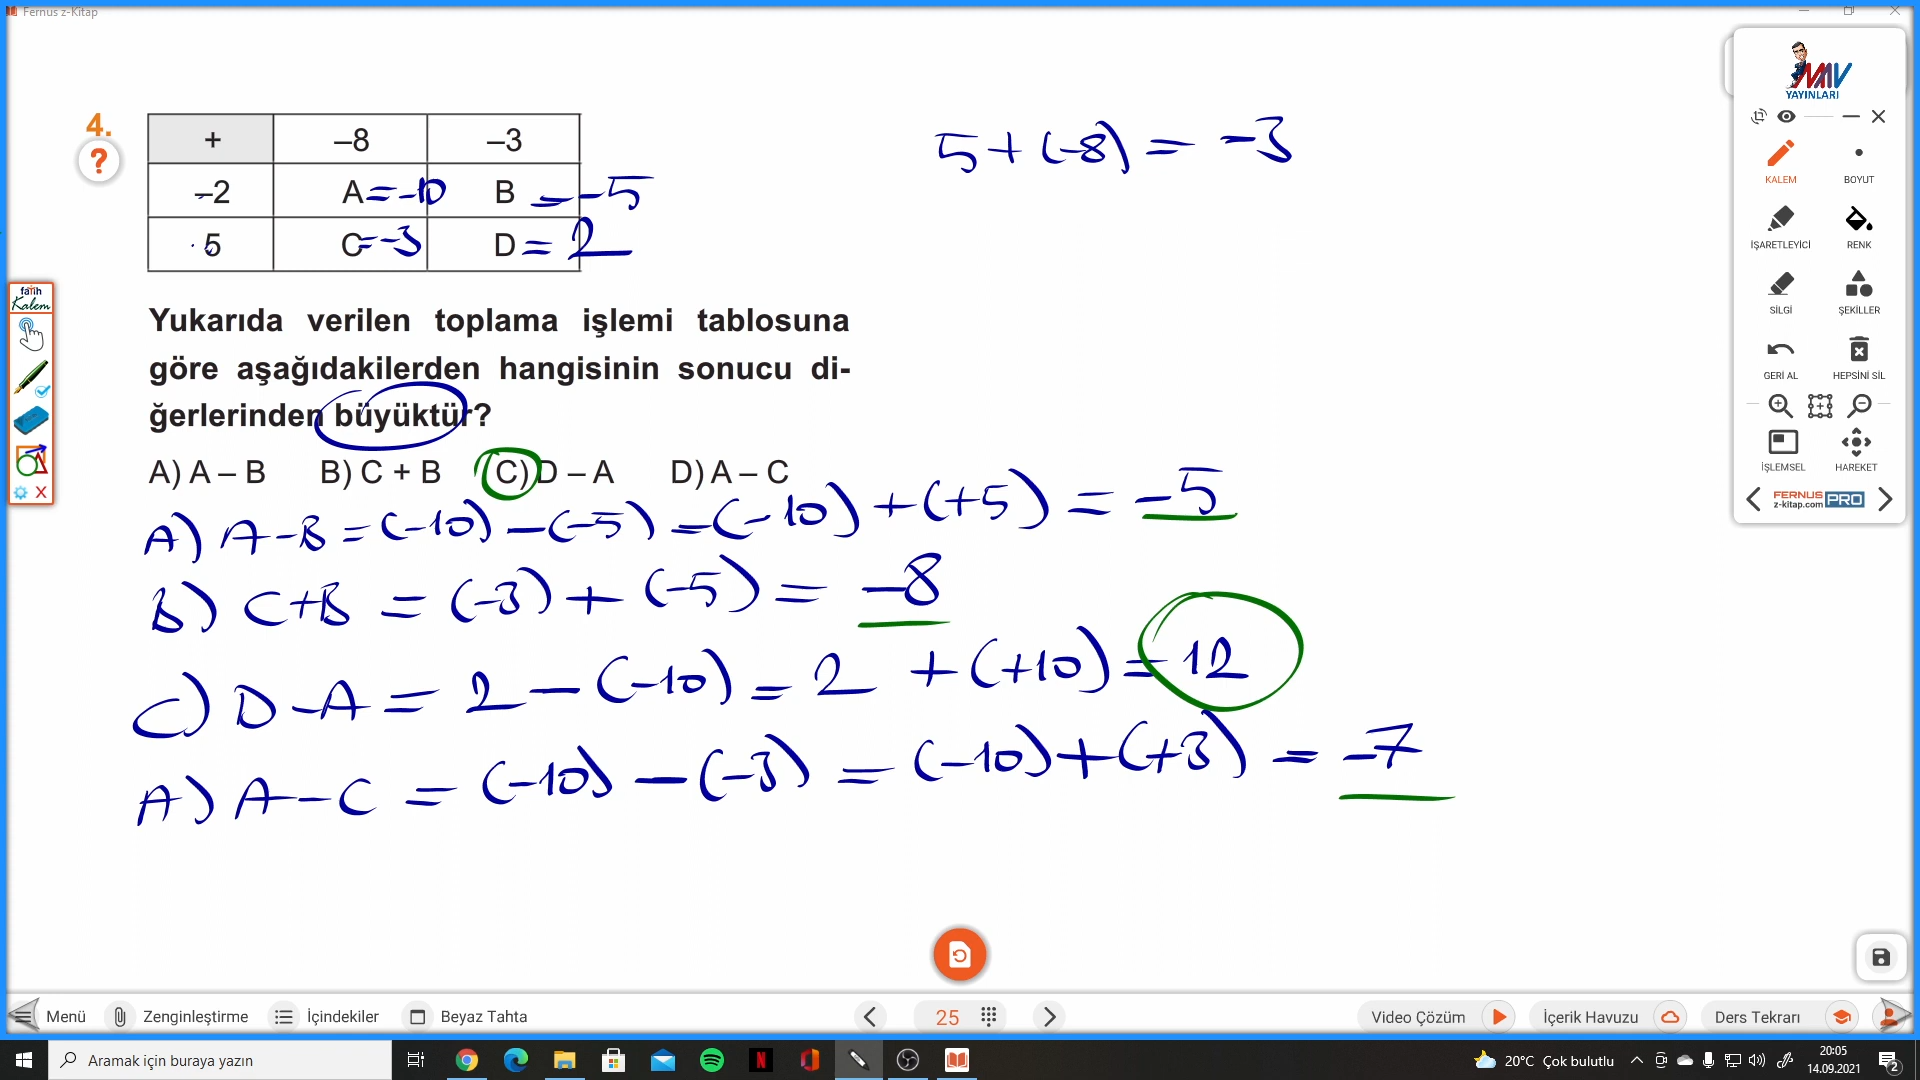 Fernus z-Kitap
4.
?
+ –8 –3
–2 A = -10 B = -5
5 C = -3 D = 2
5 + (-8) = -3
Yukarıda verilen toplama işlemi tablosuna
göre aşağıdakilerden hangisinin sonucu di-
ğerlerinden büyüktür?
A) A – B B) C + B C) D – A D) A – C
A) A - B = (-10) - (-5) = (-10) + (+5) = -5
B) C + B = (-3) + (-5) = -8
C) D - A = 2 - (-10) = 2 + (+10) = 12
A) A - C = (-10) - (-3) = (-10) + (+3) = -7
fatih
Kalem
X
MAV
YAYINLARI
KALEM BOYUT
İŞARETLEYİCİ RENK
SİLGİ ŞEKİLLER
GERİ AL HEPSİNİ SİL
İŞLEMSEL HAREKET
FERNUS PRO
z-kitap.com
Menü Zenginleştirme İçindekiler Beyaz Tahta 25 Video Çözüm İçerik Havuzu Ders Tekrarı
Aramak için buraya yazın
20°C Çok bulutlu
20:05
14.09.2021
2